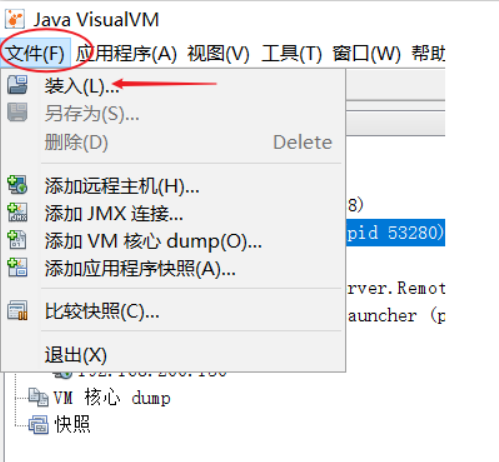 Java VisualVM
文件(F) 应用程序(A) 视图(V) 工具(T) 窗口(W) 帮助
装入(L)...
另存为(S)...
删除(D) Delete
添加远程主机(H)...
8)
添加 JMX 连接...
pid 53280)
添加 VM 核心 dump(O)...
添加应用程序快照(A)...
rver.Remot
比较快照(C)...
auncher (p
退出(X)
VM 核心 dump
快照